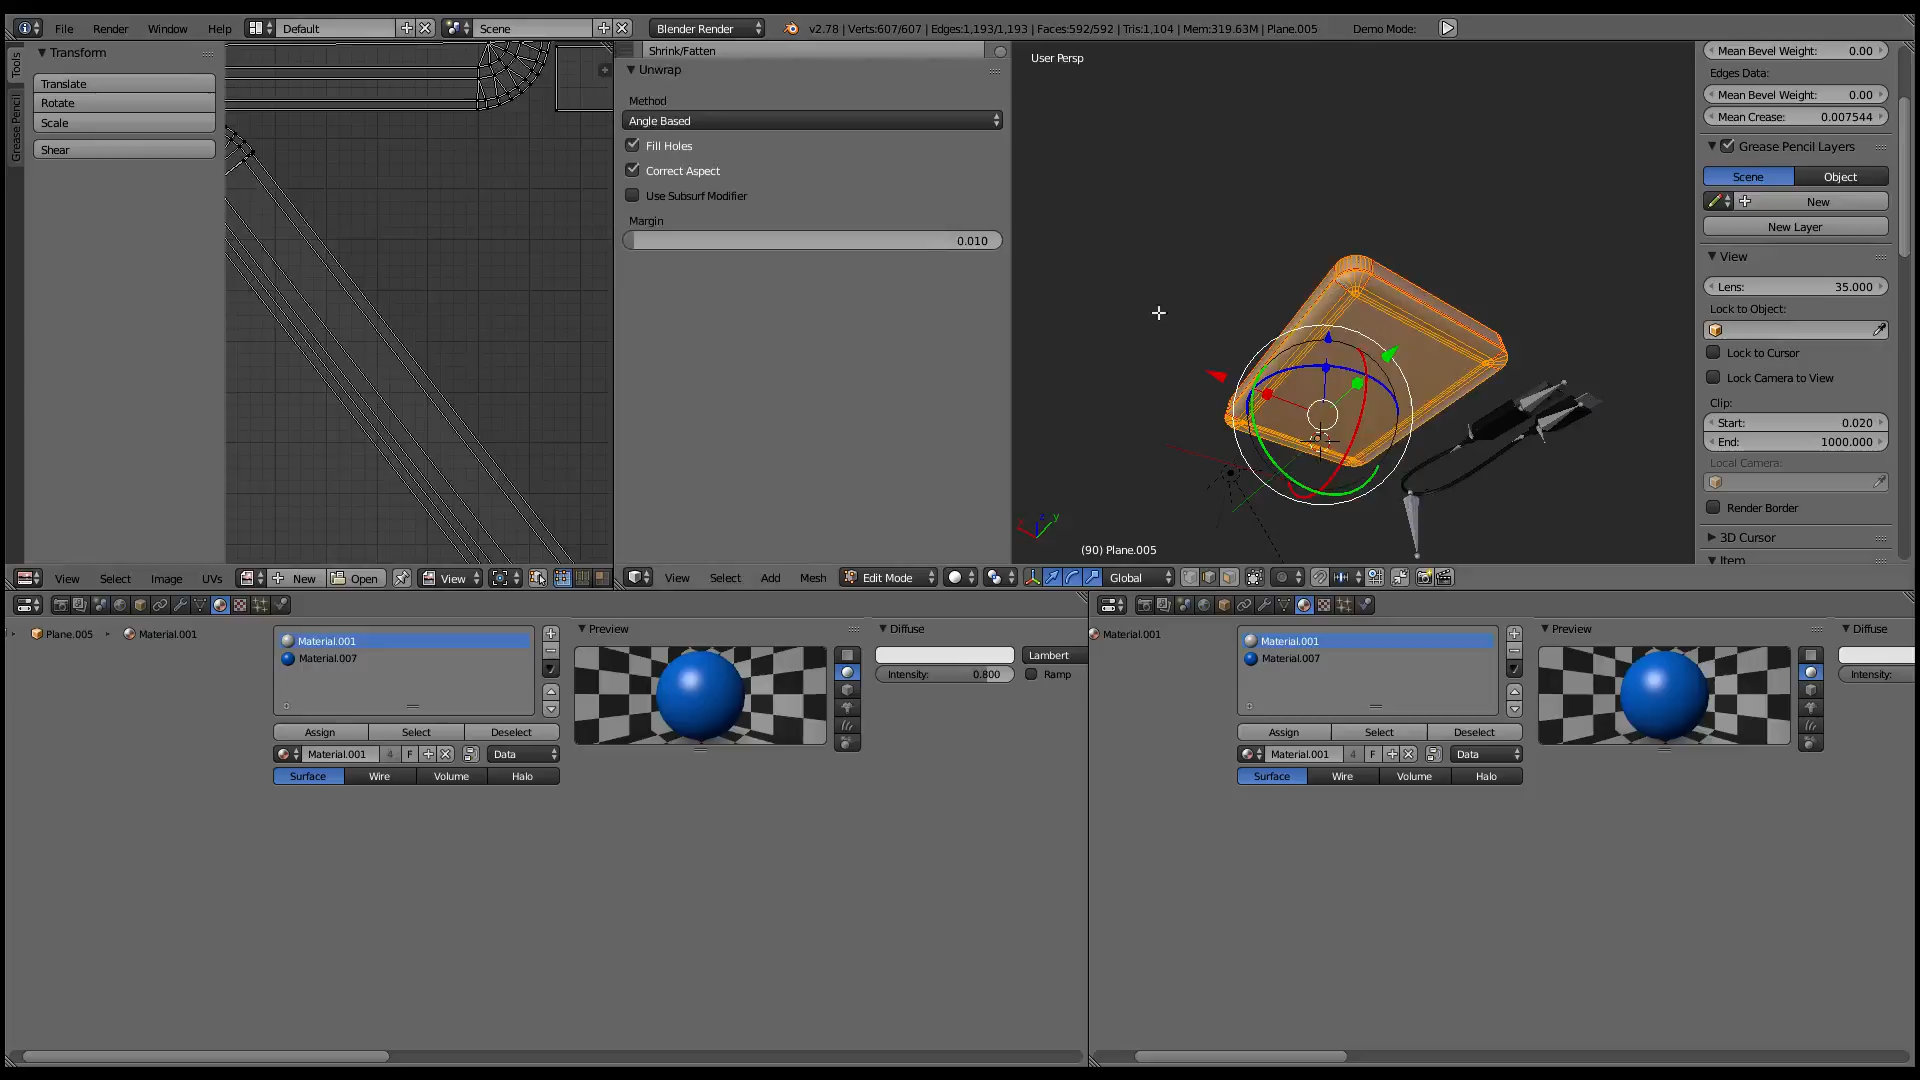 File Render Window Help Default Scene Blender Render v2.78 | Verts:607/607 | Edges:1,193/1,193 | Faces:592/592 | Tris:1,104 | Mem:319.63M | Plane.005 Demo Mode:
Tools
Grease Pencil
Transform
Translate
Rotate
Scale
Shear
Shrink/Fatten
Unwrap
Method
Angle Based
Fill Holes
Correct Aspect
Use Subsurf Modifier
Margin
0.010
User Persp
(90) Plane.005
Mean Bevel Weight: 0.00
Edges Data:
Mean Bevel Weight: 0.00
Mean Crease: 0.007544
Grease Pencil Layers
Scene Object
New
New Layer
View
Lens: 35.000
Lock to Object:
Lock to Cursor
Lock Camera to View
Clip:
Start: 0.020
End: 1000.000
Local Camera:
Render Border
3D Cursor
Item
View Select Image UVs New Open View
View Select Add Mesh Edit Mode Global
Plane.005 Material.001
Material.001
Material.007
Assign Select Deselect
Material.001 4 F Data
Surface Wire Volume Halo
Preview
Diffuse
Lambert
Intensity: 0.800 Ramp
Material.001
Material.001
Material.007
Assign Select Deselect
Material.001 4 F Data
Surface Wire Volume Halo
Preview
Diffuse
Intensity: